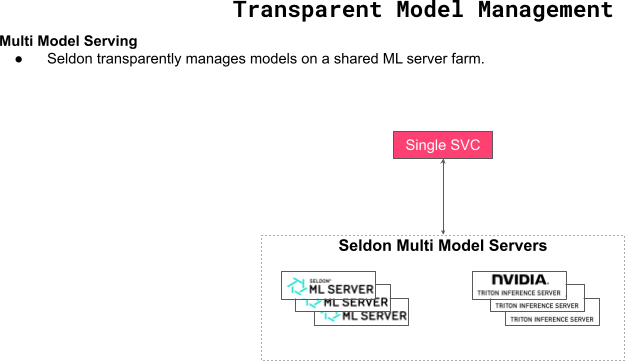 Transparent Model Management
Multi Model Serving
● Seldon transparently manages models on a shared ML server farm.
Single SVC
Seldon Multi Model Servers
SELDON
ML SERVER
ML SERVER
ML SERVER
NVIDIA.
TRITON INFERENCE SERVER
TRITON INFERENCE SERVER
TRITON INFERENCE SERVER